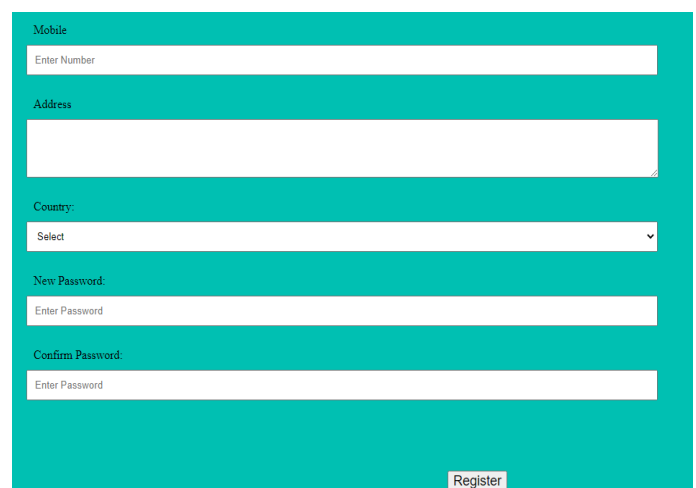 Mobile
Enter Number
Address
Country:
Select
New Password:
Enter Password
Confirm Password:
Enter Password
Register